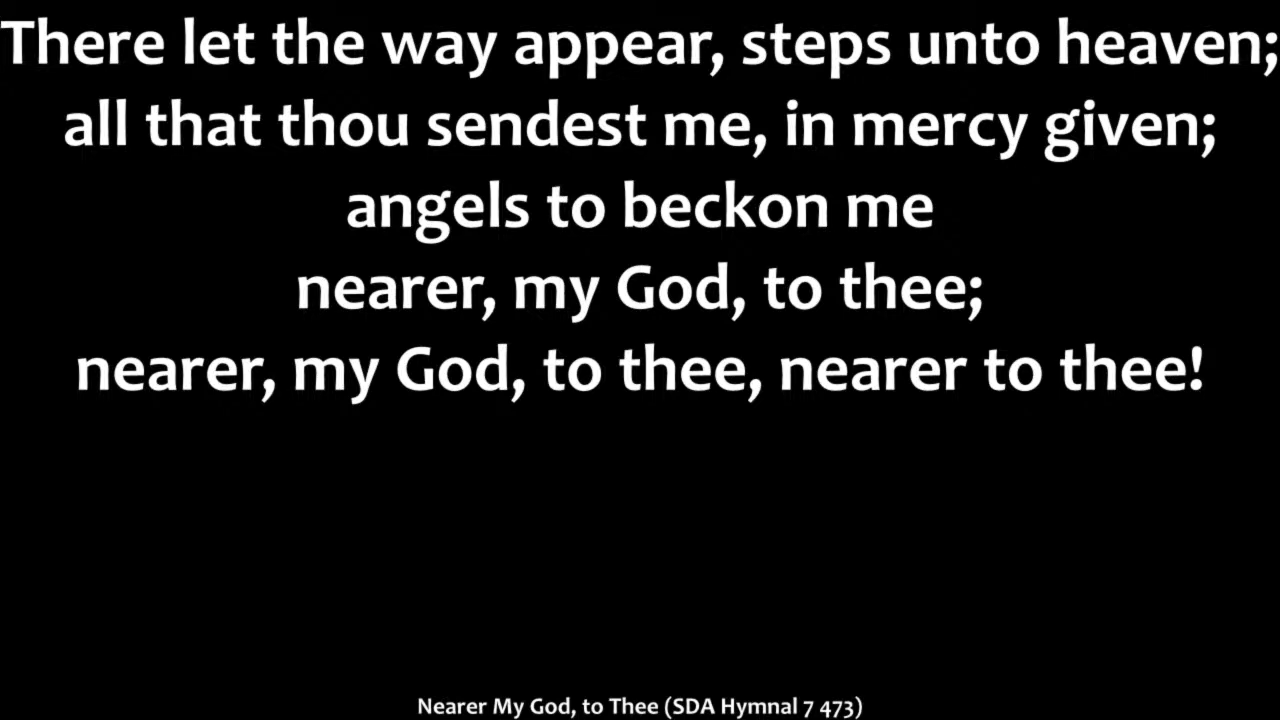 There let the way appear, steps unto heaven;
all that thou sendest me, in mercy given;
angels to beckon me
nearer, my God, to thee;
nearer, my God, to thee, nearer to thee!
Nearer My God, to Thee (SDA Hymnal 7 473)